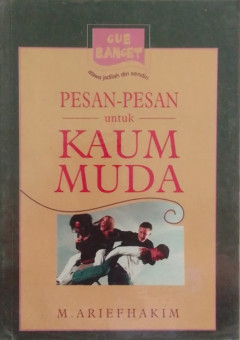 GUE
BANGET
PESAN-PESAN
untuk
KAUM
MUDA
M. ARIEFHAKIM